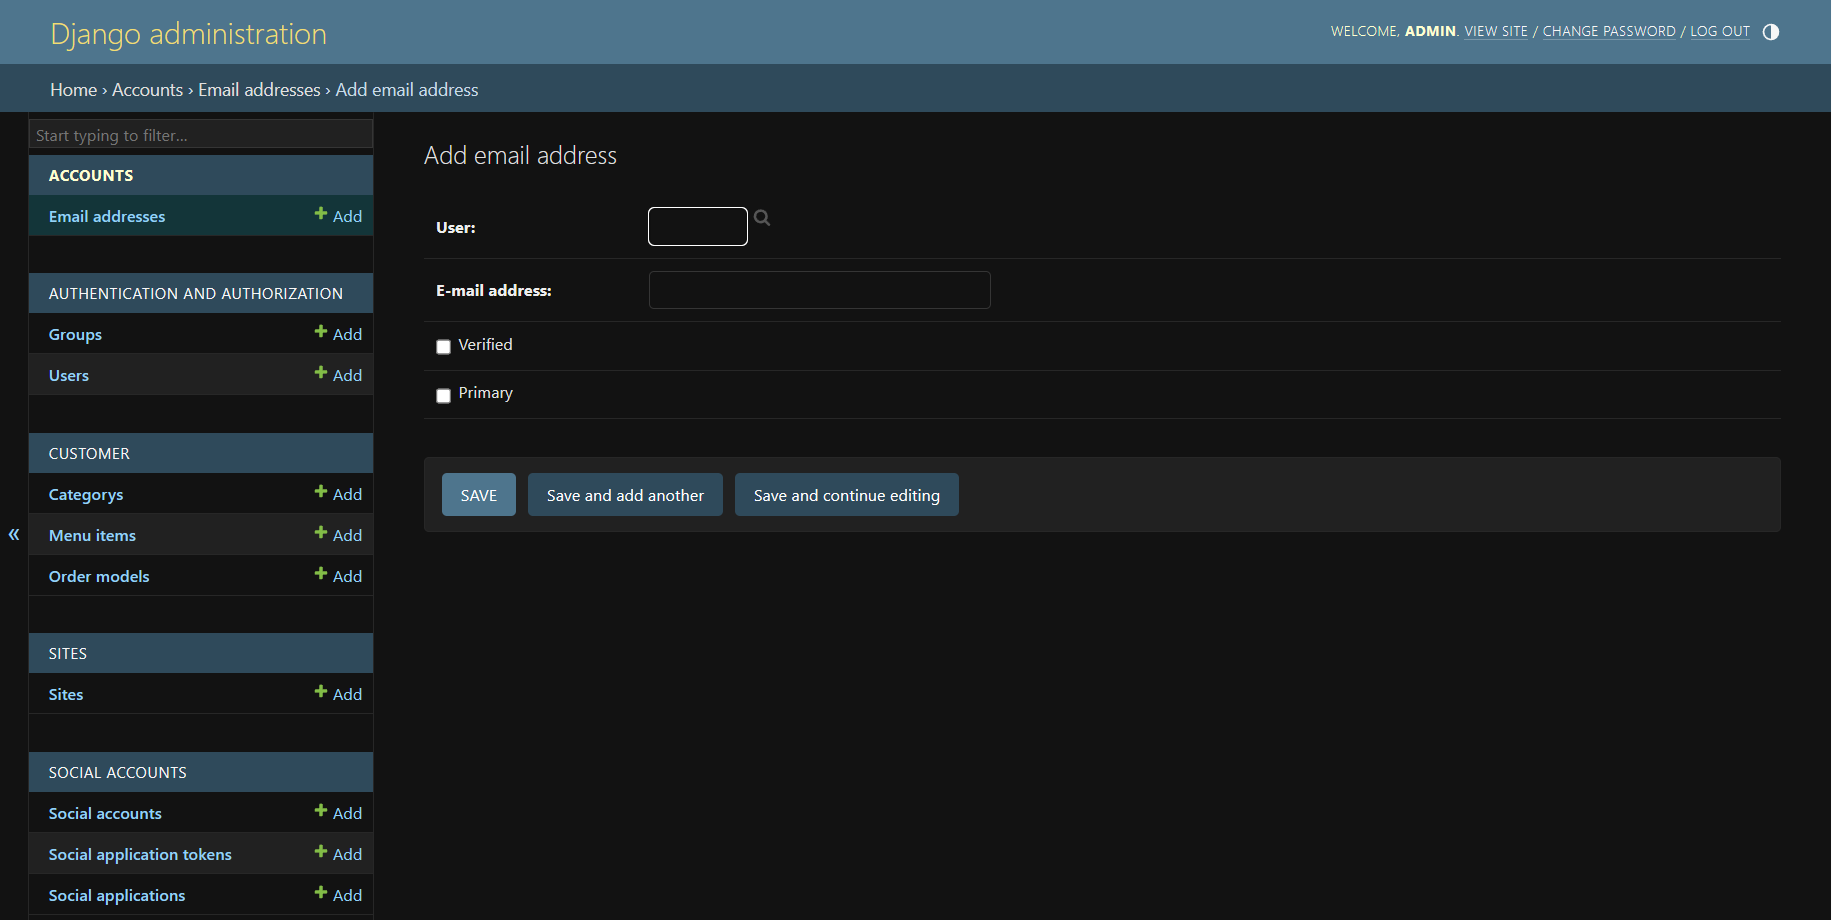 Django administration
WELCOME, ADMIN. VIEW SITE / CHANGE PASSWORD / LOG OUT
Home › Accounts › Email addresses › Add email address
Start typing to filter...
ACCOUNTS
Email addresses + Add
AUTHENTICATION AND AUTHORIZATION
Groups + Add
Users + Add
CUSTOMER
Categorys + Add
Menu items + Add
Order models + Add
SITES
Sites + Add
SOCIAL ACCOUNTS
Social accounts + Add
Social application tokens + Add
Social applications + Add
«
Add email address
User:
E-mail address:
Verified
Primary
SAVE Save and add another Save and continue editing